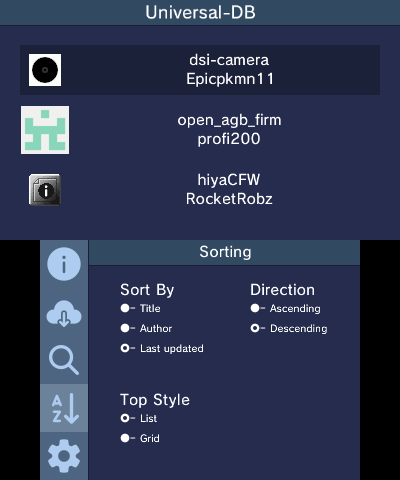 Universal-DB
dsi-camera
Epicpkmn11
open_agb_firm
profi200
hiyaCFW
RocketRobz
Sorting
Sort By
Title
Author
Last updated
Direction
Ascending
Descending
Top Style
List
Grid
A
Z